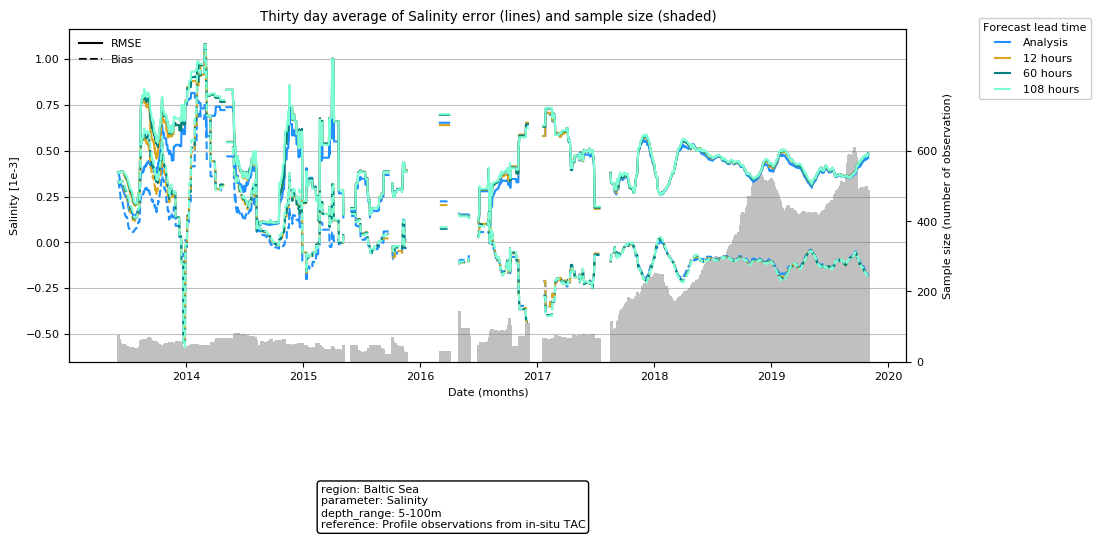 Thirty day average of Salinity error (lines) and sample size (shaded)
RMSE
Bias
Forecast lead time
Analysis
12 hours
60 hours
108 hours
Salinity [1e-3]
1.00
0.75
0.50
0.25
0.00
−0.25
−0.50
Sample size (number of observation)
600
400
200
0
2014
2015
2016
2017
2018
2019
2020
Date (months)
region: Baltic Sea
parameter: Salinity
depth_range: 5-100m
reference: Profile observations from in-situ TAC